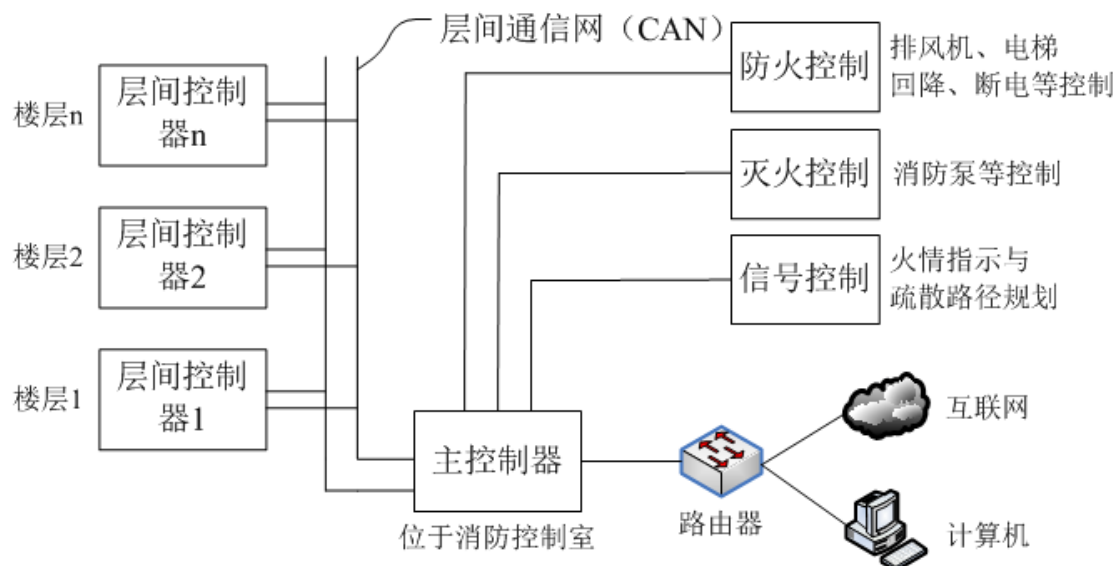 层间通信网（CAN）
楼层n
层间控制
器n
楼层2
层间控制
器2
楼层1
层间控制
器1
防火控制
排风机、电梯
回降、断电等控制
灭火控制
消防泵等控制
信号控制
火情指示与
疏散路径规划
主控制器
位于消防控制室
路由器
互联网
计算机